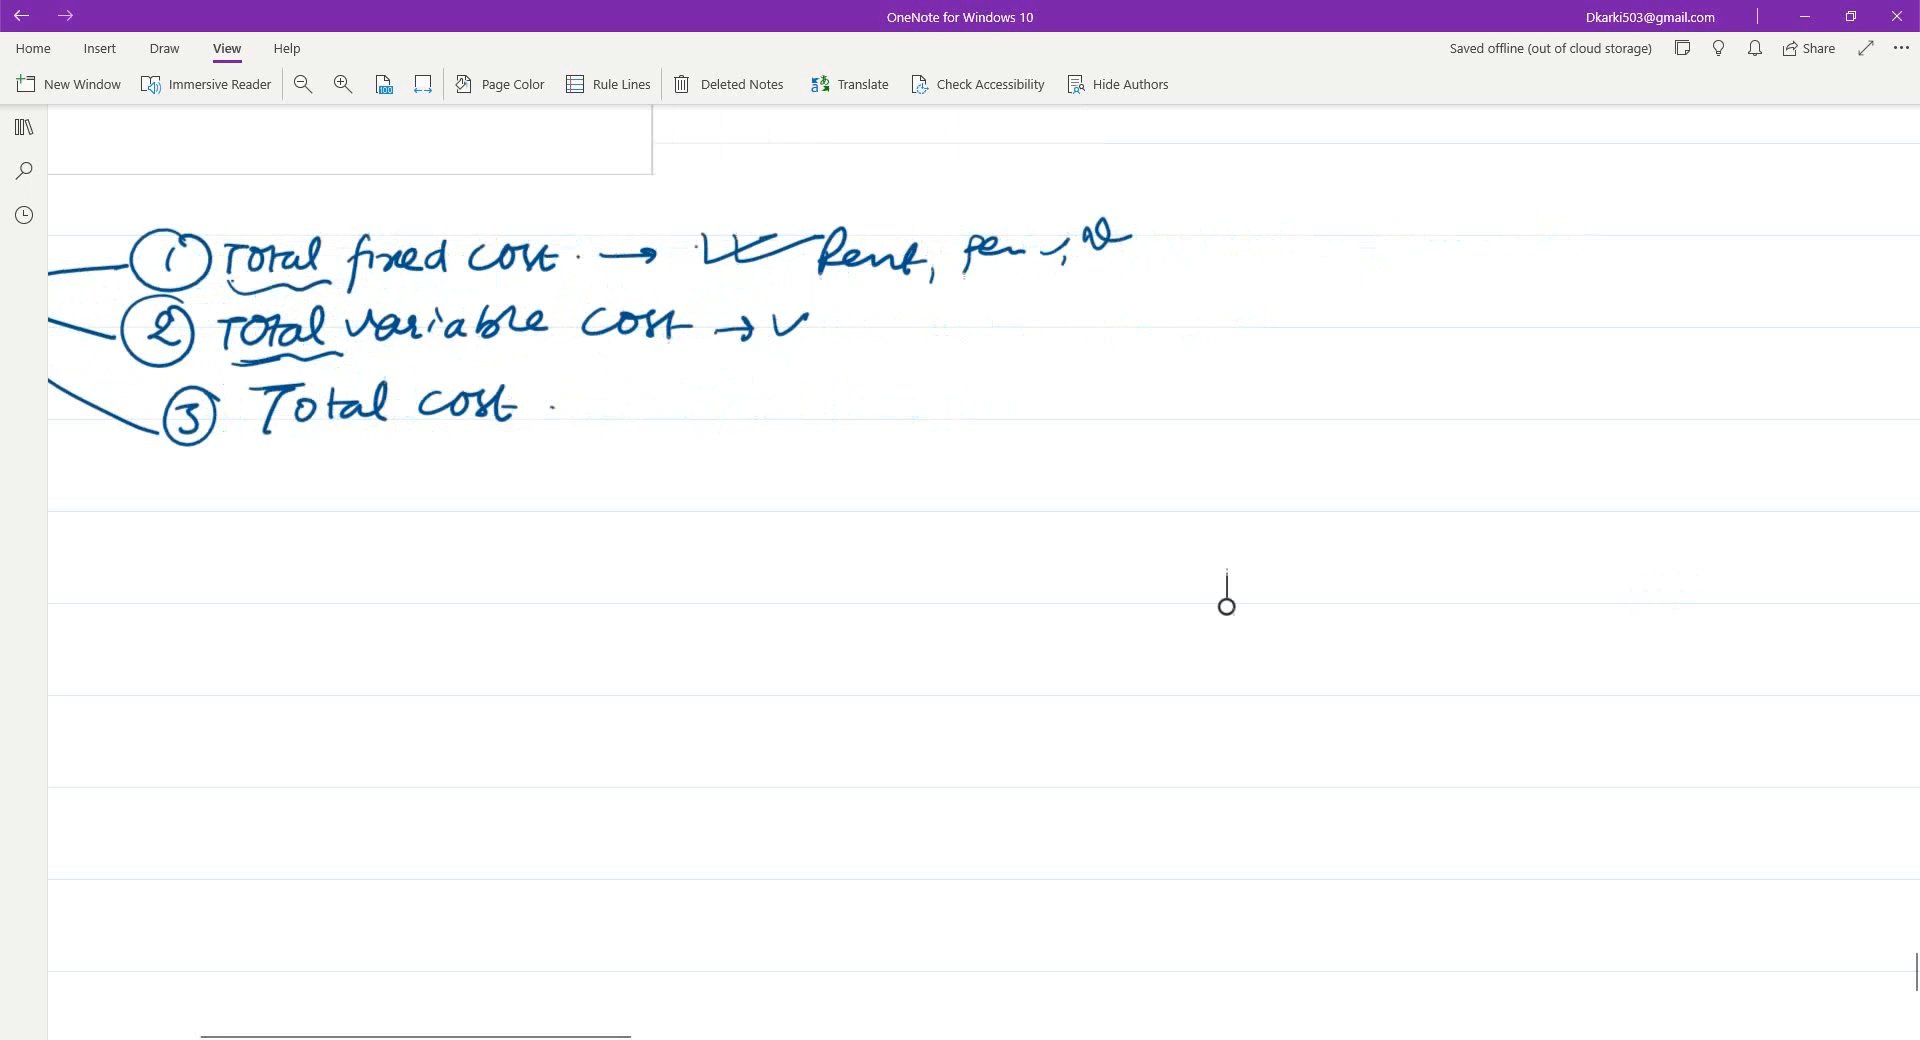 OneNote for Windows 10
Dkarki503@gmail.com
Home Insert Draw View Help
Saved offline (out of cloud storage) Share
New Window Immersive Reader 100 Page Color Rule Lines Deleted Notes Translate Check Accessibility Hide Authors
1 Total fixed cost. → Rent, Pen
2 Total variable cost → ✓
3 Total cost.